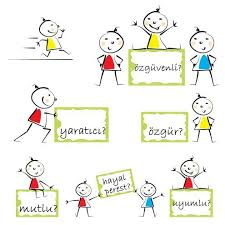 özgüvenli?
yaratıcı?
özgür?
hayal
perest?
mutlu?
uyumlu?